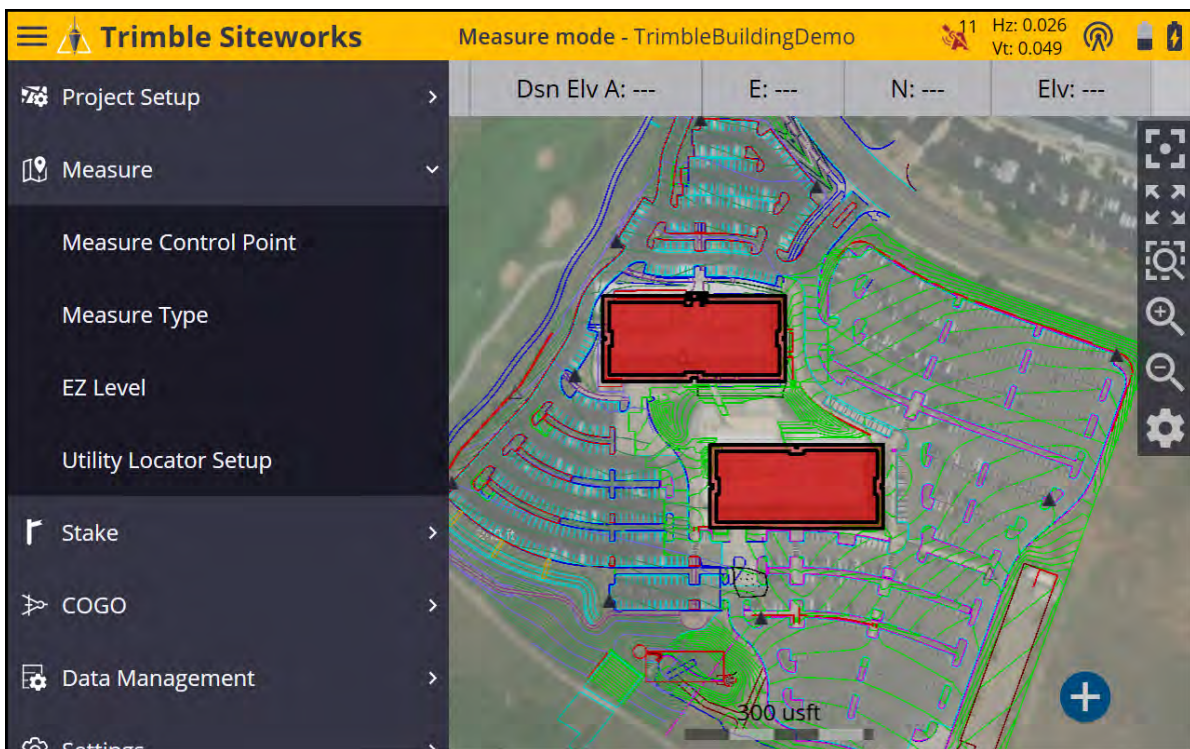 Trimble Siteworks
Measure mode - TrimbleBuildingDemo
11
Hz: 0.026
Vt: 0.049
Project Setup
Dsn Elv A: ---
E: ---
N: ---
Elv: ---
Measure
Measure Control Point
Measure Type
EZ Level
Utility Locator Setup
Stake
COGO
Data Management
Settings
300 usft